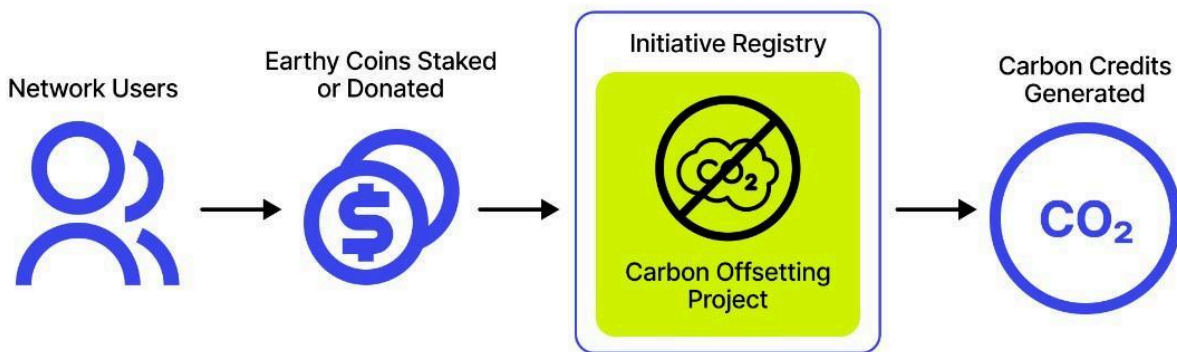 Network Users
Earthy Coins Staked
or Donated
$
Initiative Registry
CO₂
Carbon Offsetting
Project
Carbon Credits
Generated
CO₂